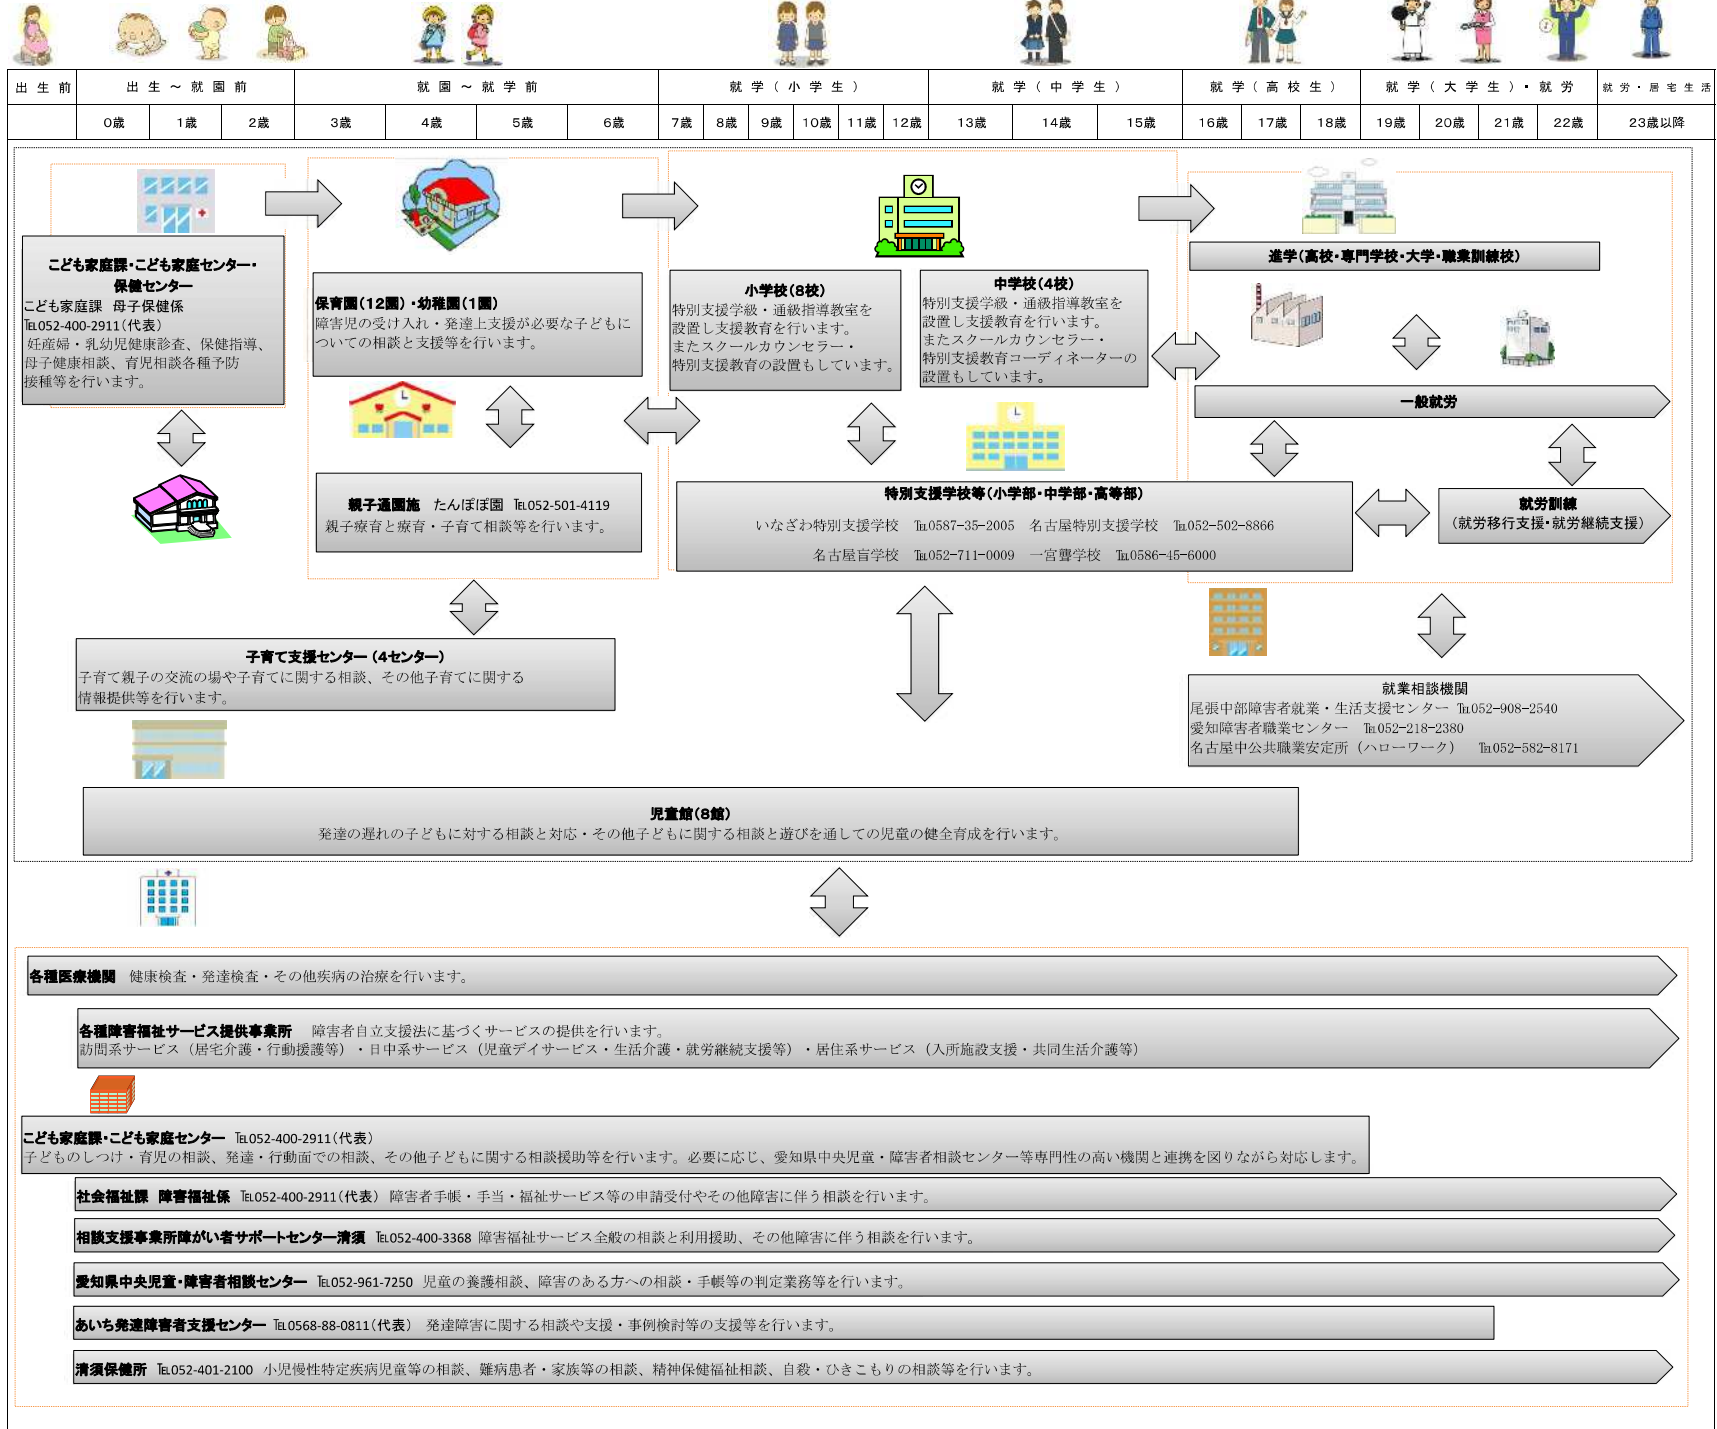 出生前 出生～就園前 就園～就学前 就学(小学生) 就学(中学生) 就学(高校生) 就学(大学生)・就労 就労・居宅生活
0歳 1歳 2歳 3歳 4歳 5歳 6歳 7歳 8歳 9歳 10歳 11歳 12歳 13歳 14歳 15歳 16歳 17歳 18歳 19歳 20歳 21歳 22歳 23歳以降
こども家庭課・こども家庭センター・
保健センター
こども家庭課 母子保健係
℡052-400-2911(代表)
妊産婦・乳幼児健康診査、保健指導、
母子健康相談、育児相談各種予防
接種等を行います。
保育園(12園)・幼稚園(1園)
障害児の受け入れ・発達上支援が必要な子どもに
ついての相談と支援等を行います。
小学校(8校)
特別支援学級・通級指導教室を
設置し支援教育を行います。
またスクールカウンセラー・
特別支援教育の設置もしています。
中学校(4校)
特別支援学級・通級指導教室を
設置し支援教育を行います。
またスクールカウンセラー・
特別支援教育コーディネーターの
設置もしています。
進学(高校・専門学校・大学・職業訓練校)
一般就労
親子通園施 たんぽぽ園 ℡052-501-4119
親子療育と療育・子育て相談等を行います。
特別支援学校等(小学部・中学部・高等部)
いなざわ特別支援学校 ℡0587-35-2005 名古屋特別支援学校 ℡052-502-8866
名古屋盲学校 ℡052-711-0009 一宮聾学校 ℡0586-45-6000
就労訓練
(就労移行支援・就労継続支援)
子育て支援センター(4センター)
子育て親子の交流の場や子育てに関する相談、その他子育てに関する
情報提供等を行います。
就業相談機関
尾張中部障害者就業・生活支援センター ℡052-908-2540
愛知障害者職業センター ℡052-218-2380
名古屋中公共職業安定所(ハローワーク) ℡052-582-8171
児童館(8館)
発達の遅れの子どもに対する相談と対応・その他子どもに関する相談と遊びを通しての児童の健全育成を行います。
各種医療機関 健康検査・発達検査・その他疾病の治療を行います。
各種障害福祉サービス提供事業所 障害者自立支援法に基づくサービスの提供を行います。
訪問系サービス(居宅介護・行動援護等)・日中系サービス(児童デイサービス・生活介護・就労継続支援等)・居住系サービス(入所施設支援・共同生活介護等)
こども家庭課・こども家庭センター ℡052-400-2911(代表)
子どものしつけ・育児の相談、発達・行動面での相談、その他子どもに関する相談援助等を行います。必要に応じ、愛知県中央児童・障害者相談センター等専門性の高い機関と連携を図りながら対応します。
社会福祉課 障害福祉係 ℡052-400-2911(代表) 障害者手帳・手当・福祉サービス等の申請受付やその他障害に伴う相談を行います。
相談支援事業所障がい者サポートセンター清須 ℡052-400-3368 障害福祉サービス全般の相談と利用援助、その他障害に伴う相談を行います。
愛知県中央児童・障害者相談センター ℡052-961-7250 児童の養護相談、障害のある方への相談・手帳等の判定業務等を行います。
あいち発達障害者支援センター ℡0568-88-0811(代表) 発達障害に関する相談や支援・事例検討等の支援等を行います。
清須保健所 ℡052-401-2100 小児慢性特定疾病児童等の相談、難病患者・家族等の相談、精神保健福祉相談、自殺・ひきこもりの相談等を行います。